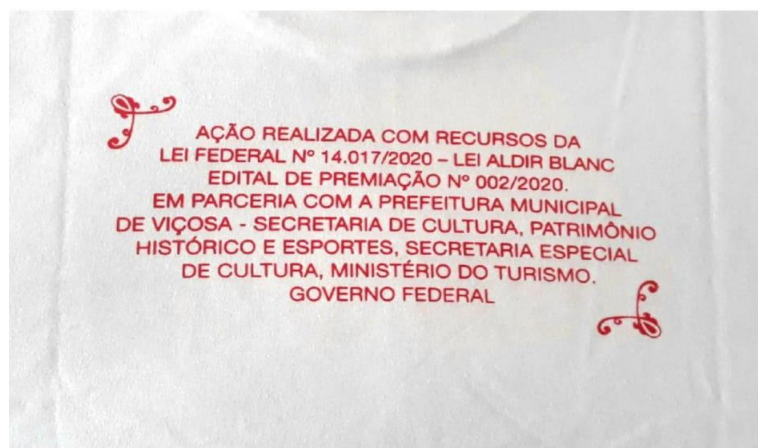 AÇÃO REALIZADA COM RECURSOS DA
LEI FEDERAL Nº 14.017/2020 – LEI ALDIR BLANC
EDITAL DE PREMIAÇÃO Nº 002/2020.
EM PARCERIA COM A PREFEITURA MUNICIPAL
DE VIÇOSA - SECRETARIA DE CULTURA, PATRIMÔNIO
HISTÓRICO E ESPORTES, SECRETARIA ESPECIAL
DE CULTURA, MINISTÉRIO DO TURISMO.
GOVERNO FEDERAL